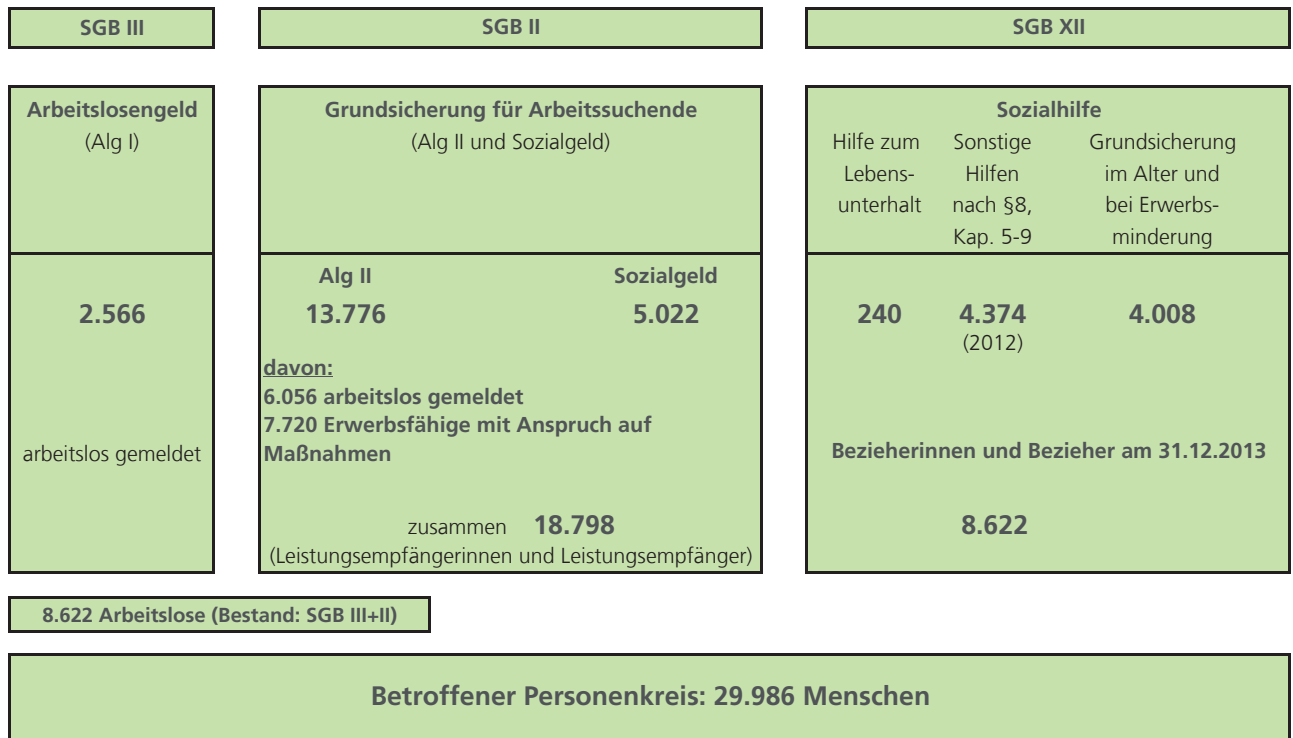 SGB III
SGB II
SGB XII
Arbeitslosengeld
(Alg I)
Grundsicherung für Arbeitssuchende
(Alg II und Sozialgeld)
Sozialhilfe
Hilfe zum
Lebens-
unterhalt
Sonstige
Hilfen
nach §8,
Kap. 5-9
Grundsicherung
im Alter und
bei Erwerbs-
minderung
2.566
arbeitslos gemeldet
Alg II
Sozialgeld
13.776
5.022
davon:
6.056 arbeitslos gemeldet
7.720 Erwerbsfähige mit Anspruch auf
Maßnahmen
zusammen 18.798
(Leistungsempfängerinnen und Leistungsempfänger)
240
4.374
(2012)
4.008
Bezieherinnen und Bezieher am 31.12.2013
8.622
8.622 Arbeitslose (Bestand: SGB III+II)
Betroffener Personenkreis: 29.986 Menschen